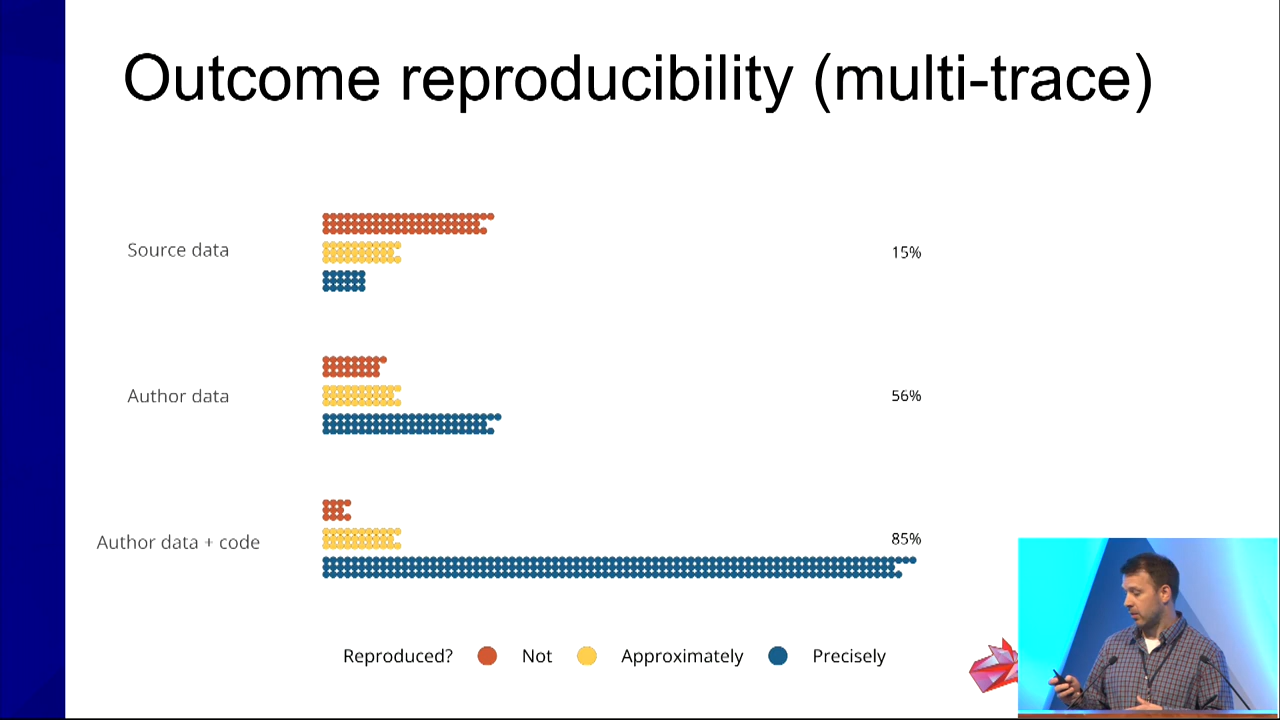 Outcome reproducibility (multi-trace)
Source data
15%
Author data
56%
Author data + code
85%
Reproduced? Not Approximately Precisely